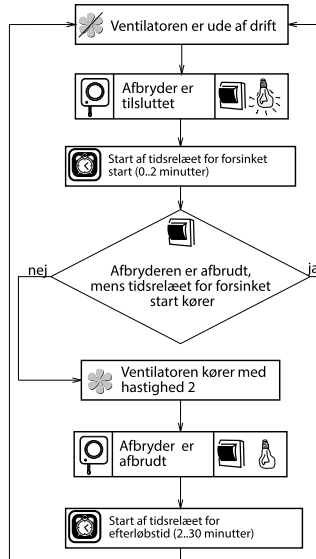 Ventilatoren er ude af drift
Afbryder er
tilsluttet
Start af tidsrelæet for forsinket
start (0..2 minutter)
Afbryderen er afbrudt,
mens tidsrelæet for forsinket
start kører
nej
ja
Ventilatoren kører med
hastighed 2
Afbryder er
afbrudt
Start af tidsrelæet for
efterløbstid (2..30 minutter)